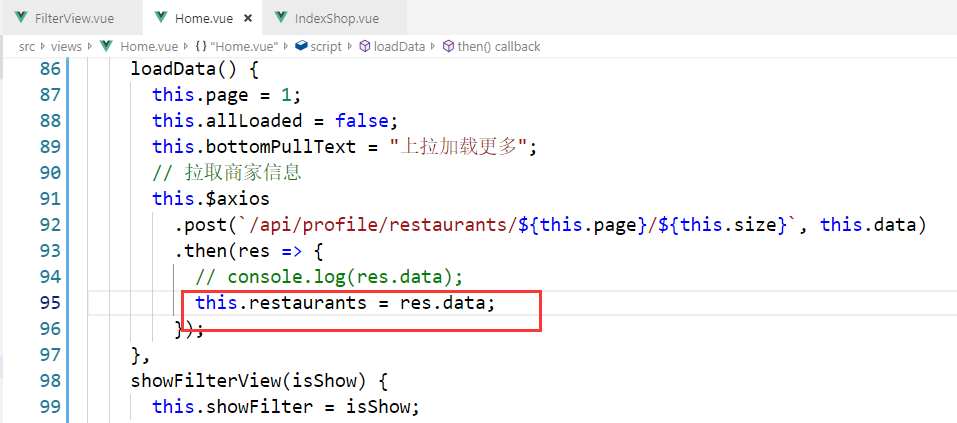 FilterView.vue Home.vue × IndexShop.vue
src > views > Home.vue > {} "Home.vue" > script > loadData > then() callback
86 loadData() {
87 this.page = 1;
88 this.allLoaded = false;
89 this.bottomPullText = "上拉加载更多";
90 // 拉取商家信息
91 this.$axios
92 .post(`/api/profile/restaurants/${this.page}/${this.size}`, this.data)
93 .then(res => {
94 // console.log(res.data);
95 this.restaurants = res.data;
96 });
97 },
98 showFilterView(isShow) {
99 this.showFilter = isShow;